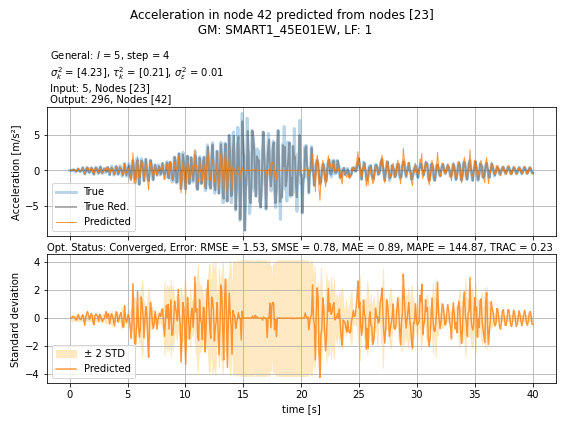 Acceleration in node 42 predicted from nodes [23]
GM: SMART1_45E01EW, LF: 1
General: l = 5, step = 4
σ²ₖ = [4.23], τ²ₖ = [0.21], σ²ε = 0.01
Input: 5, Nodes [23]
Output: 296, Nodes [42]
Acceleration [m/s²]
5
0
−5
True
True Red.
Predicted
Opt. Status: Converged, Error: RMSE = 1.53, SMSE = 0.78, MAE = 0.89, MAPE = 144.87, TRAC = 0.23
Standard deviation
4
2
0
−2
−4
± 2 STD
Predicted
0 5 10 15 20 25 30 35 40
time [s]